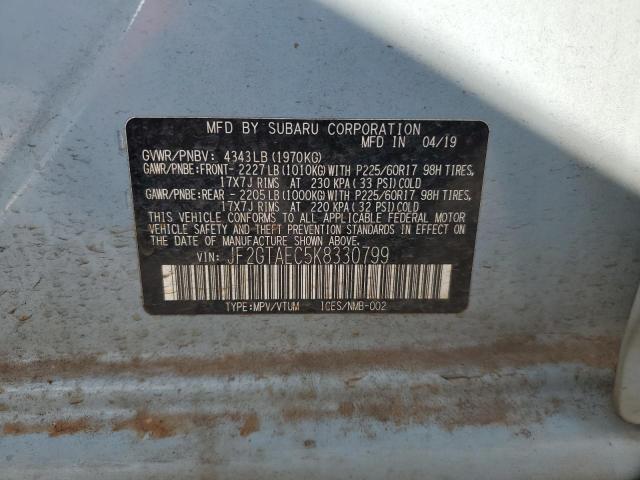 MFD BY SUBARU CORPORATION
MFD IN 04/19
GVWR/PNBV: 4343LB(1970KG)
GAWR/PNBE:FRONT- 2227LB(1010KG)WITH P225/60R17 98H TIRES,
17X7J RIMS AT 230 KPA(33 PSI)COLD
GAWR/PNBE:REAR - 2205LB(1000KG)WITH P225/60R17 98H TIRES,
17X7J RIMS AT 220 KPA(32 PSI)COLD
THIS VEHICLE CONFORMS TO ALL APPLICABLE FEDERAL MOTOR
VEHICLE SAFETY AND THEFT PREVENTION STANDARDS IN EFFECT
ON THE DATE OF MANUFACTURE SHOWN ABOVE.
VIN: JF2GTAEC5K8330799
TYPE:MPV/VTUM ICES/NMB-002